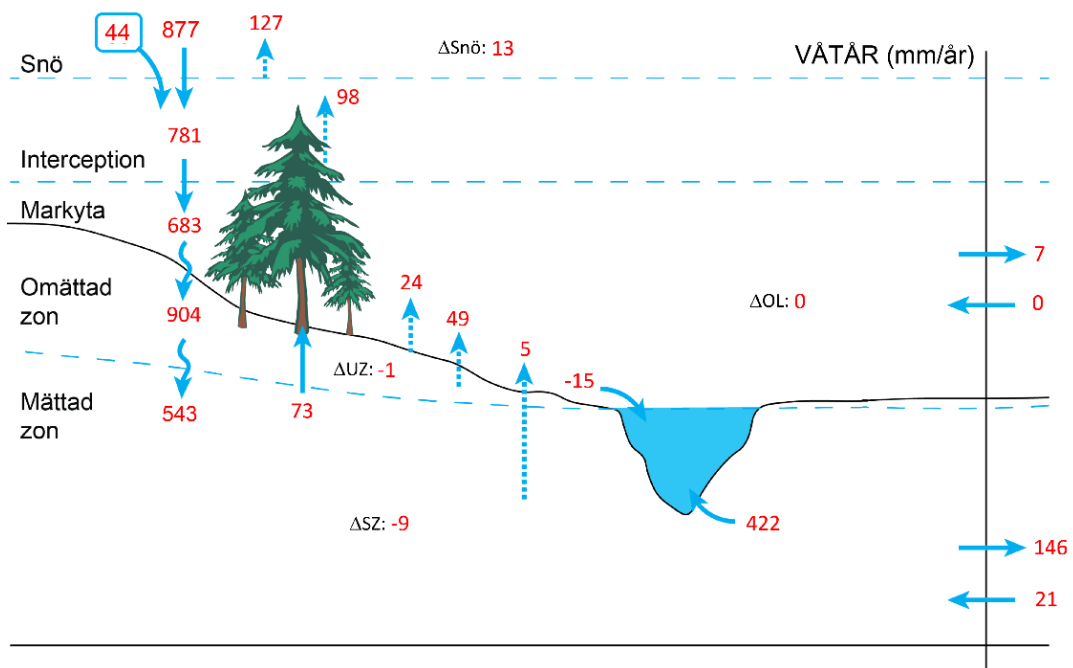 44
877
127
ΔSnö: 13
VÅTÅR (mm/år)
Snö
98
781
Interception
Markyta
683
7
24
Omättad
zon
904
49
ΔOL: 0
0
5
ΔUZ: -1
-15
Mättad
zon
543
73
ΔSZ: -9
422
146
21